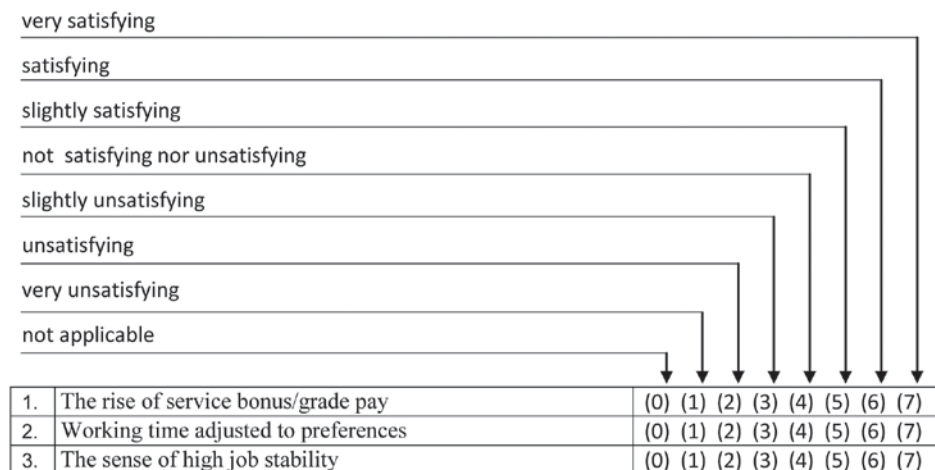 very satisfying
satisfying
slightly satisfying
not satisfying nor unsatisfying
slightly unsatisfying
unsatisfying
very unsatisfying
not applicable
1. The rise of service bonus/grade pay (0) (1) (2) (3) (4) (5) (6) (7)
2. Working time adjusted to preferences (0) (1) (2) (3) (4) (5) (6) (7)
3. The sense of high job stability (0) (1) (2) (3) (4) (5) (6) (7)